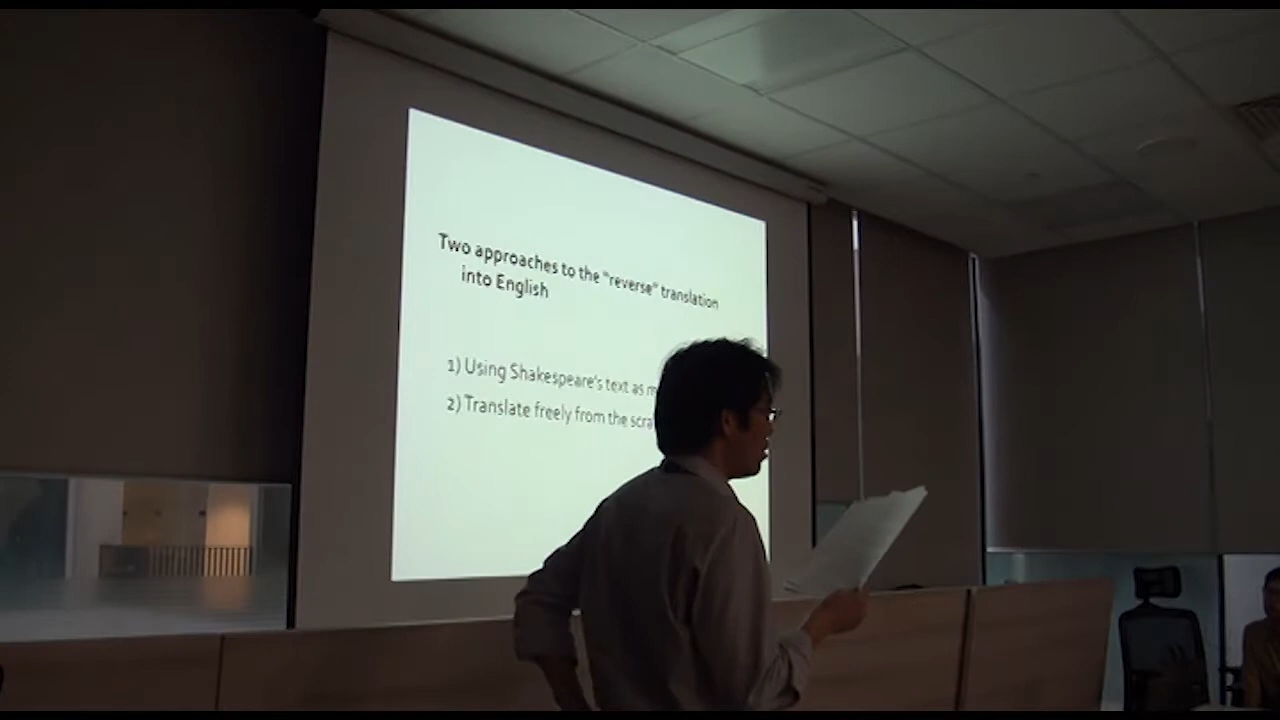 Two approaches to the "reverse" translation
into English
1) Using Shakespeare's text as
2) Translate freely from the